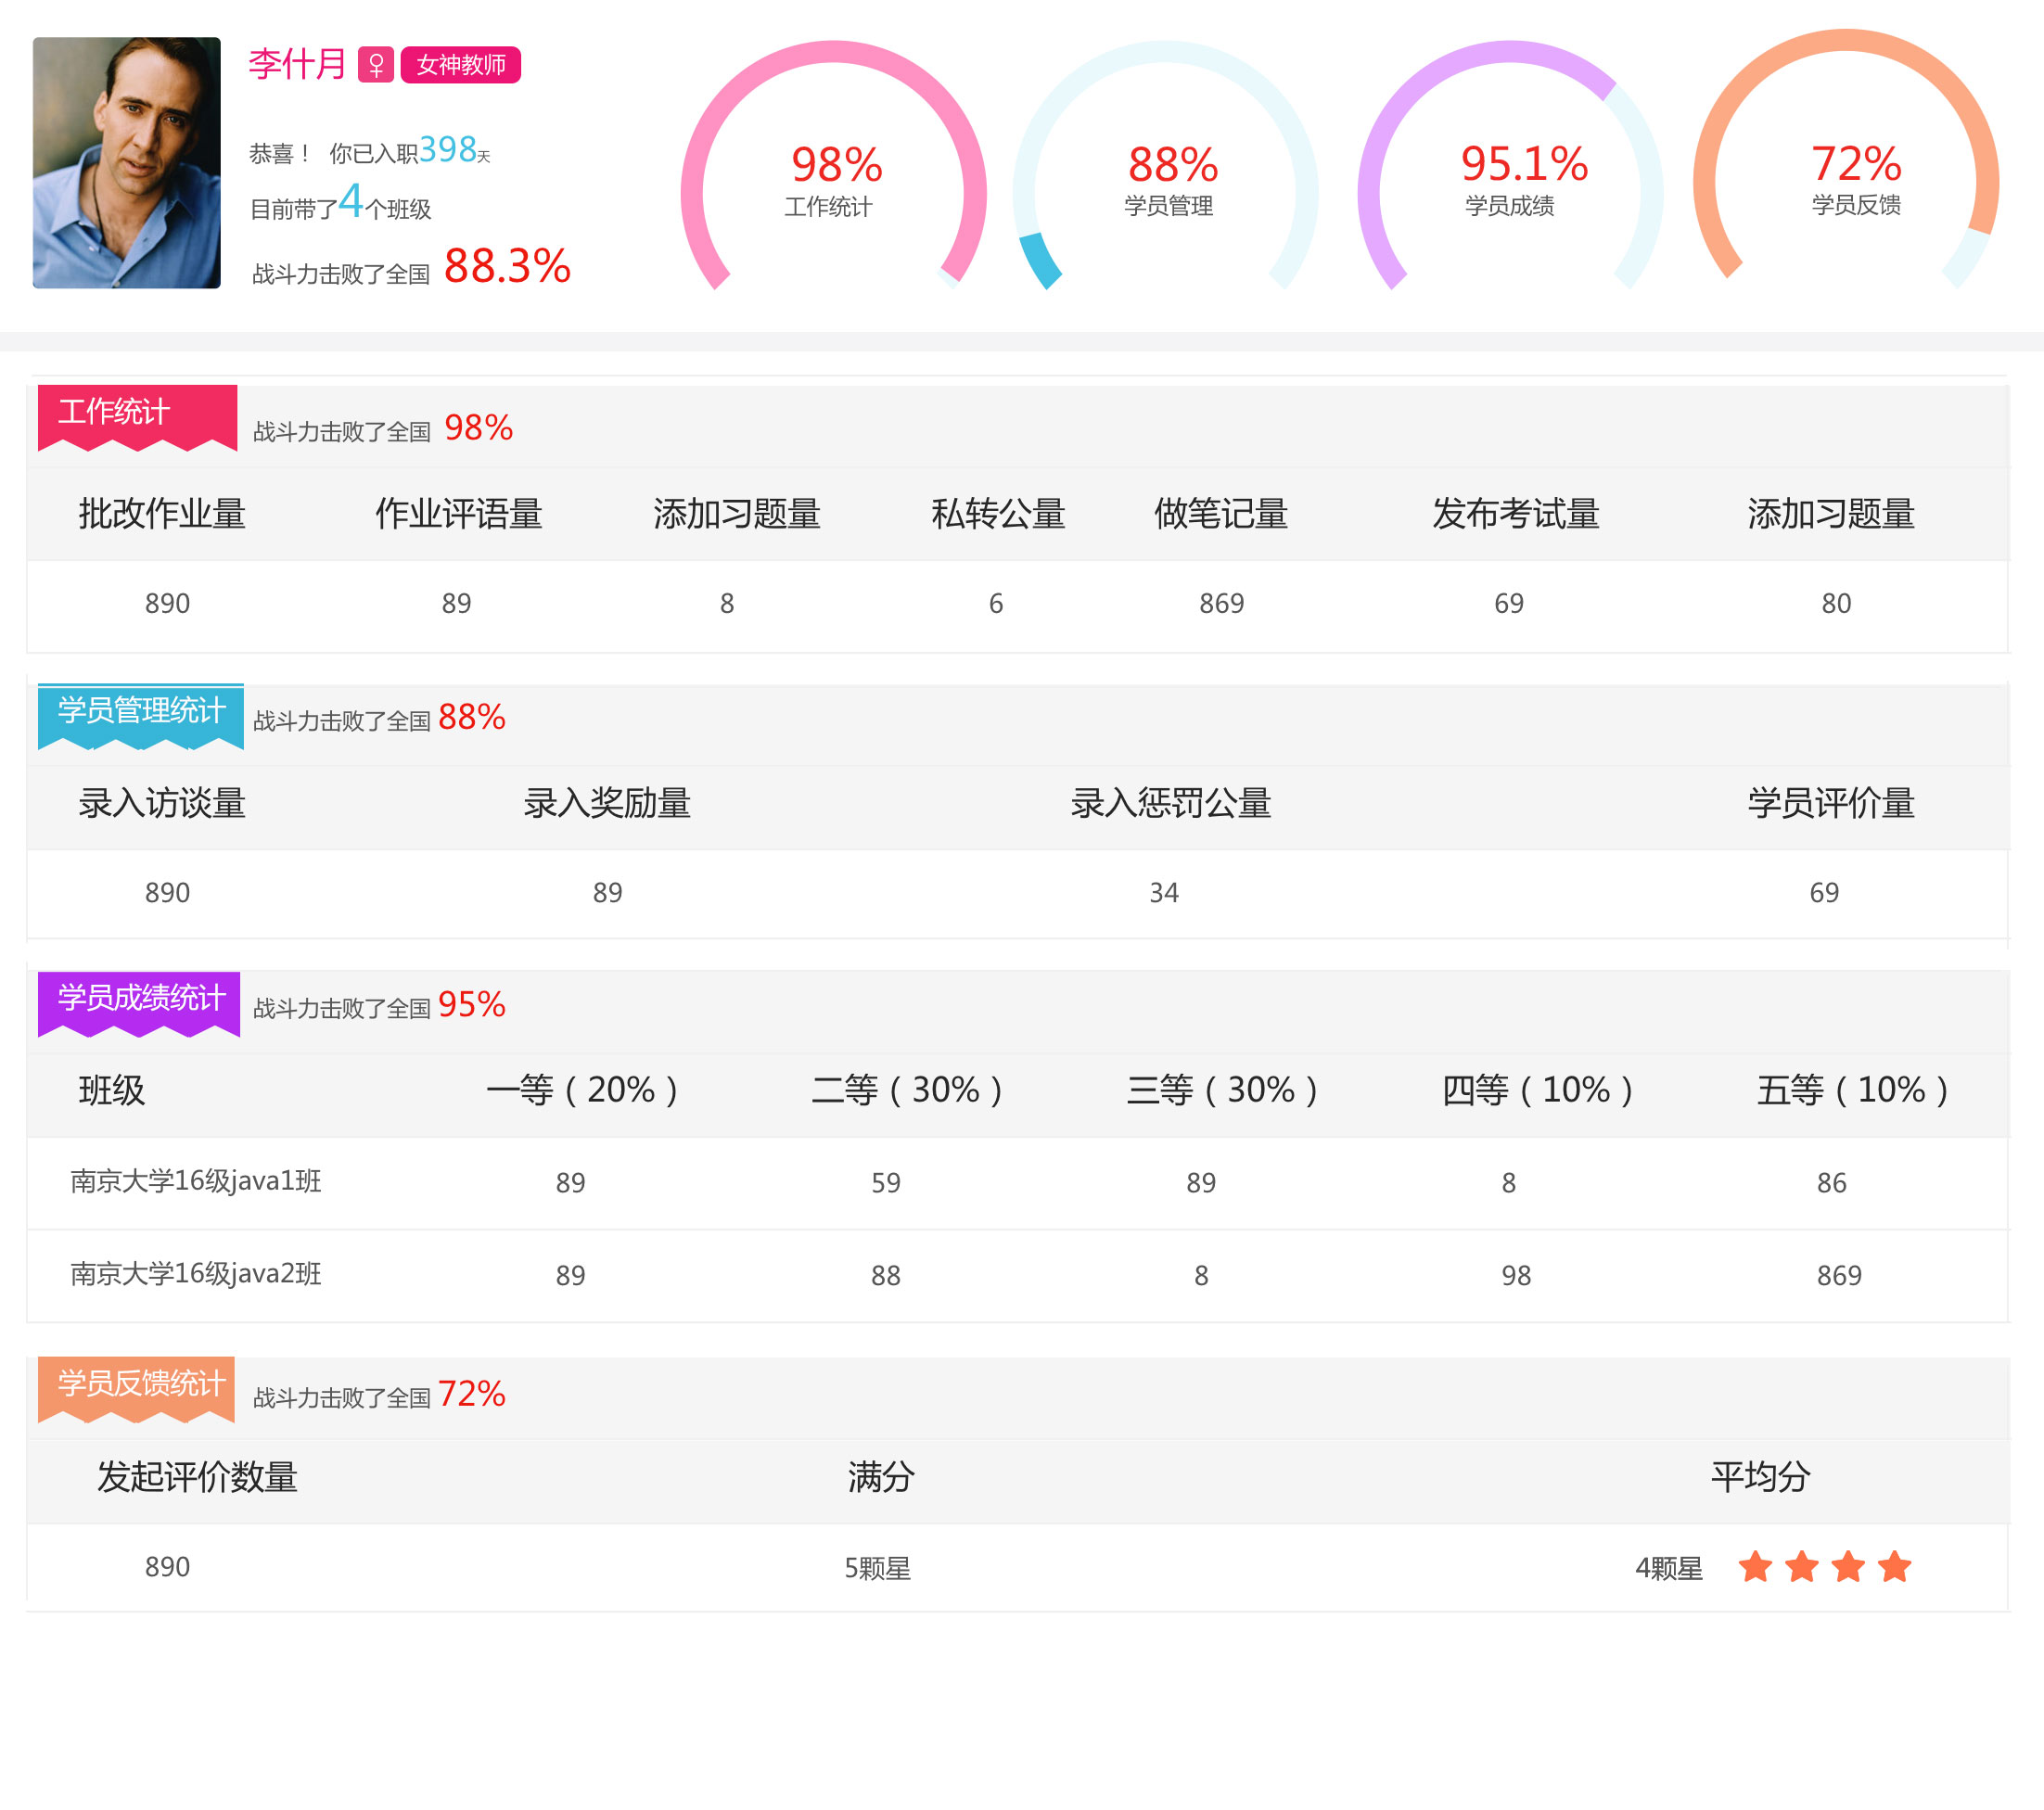 李什月 女神教师
恭喜！ 你已入职398天
目前带了4个班级
战斗力击败了全国 88.3%
98%
工作统计
88%
学员管理
95.1%
学员成绩
72%
学员反馈
工作统计 战斗力击败了全国 98%
批改作业量 作业评语量 添加习题量 私转公量 做笔记量 发布考试量 添加习题量
890 89 8 6 869 69 80
学员管理统计 战斗力击败了全国 88%
录入访谈量 录入奖励量 录入惩罚公量 学员评价量
890 89 34 69
学员成绩统计 战斗力击败了全国 95%
班级 一等（20%） 二等（30%） 三等（30%） 四等（10%） 五等（10%）
南京大学16级java1班 89 59 89 8 86
南京大学16级java2班 89 88 8 98 869
学员反馈统计 战斗力击败了全国 72%
发起评价数量 满分 平均分
890 5颗星 4颗星